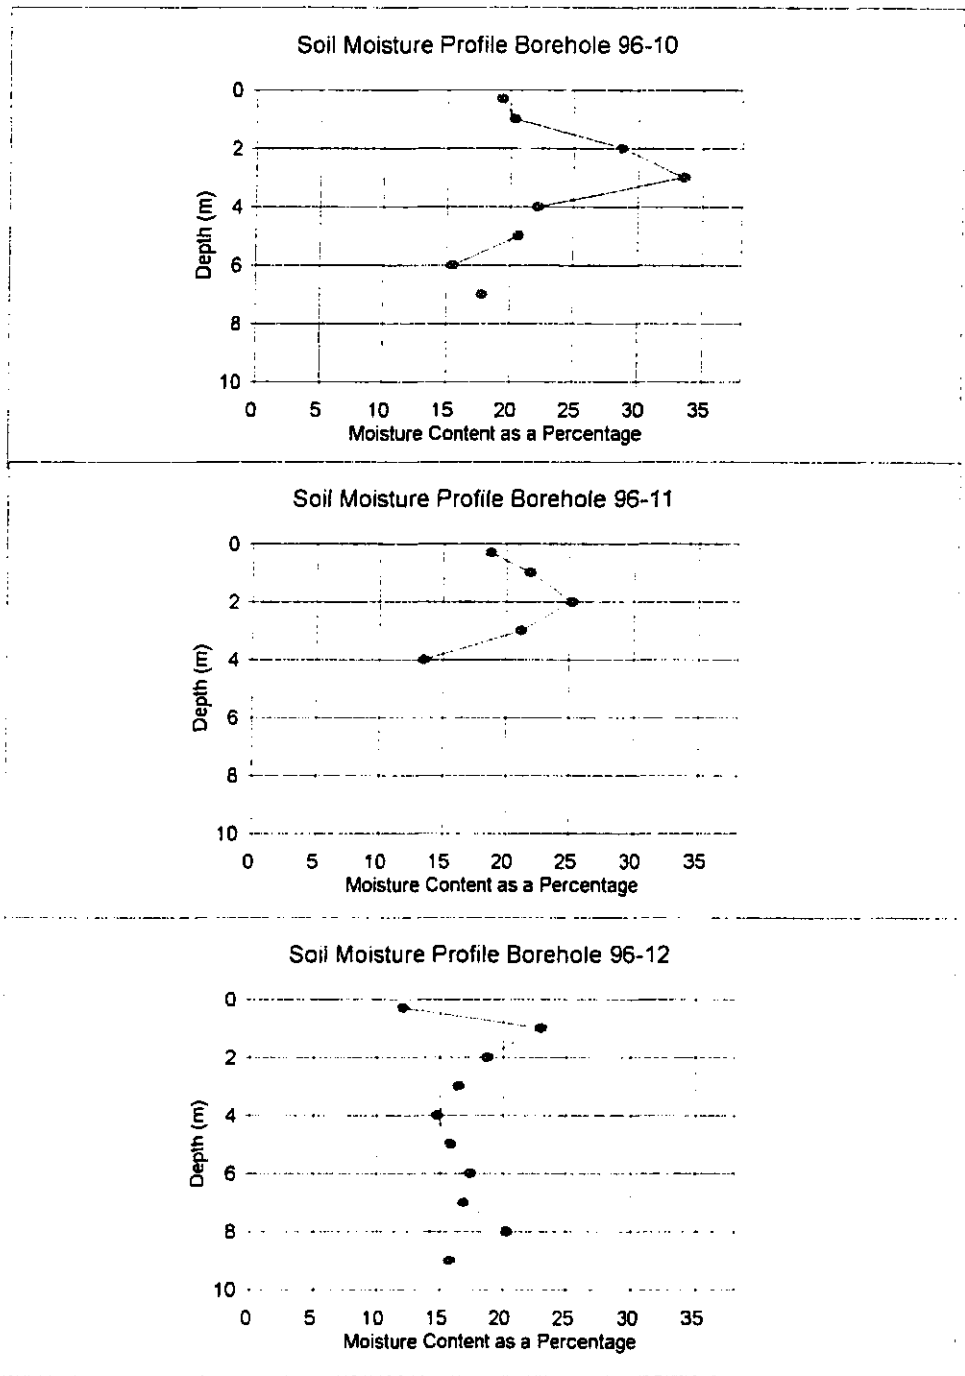 Soil Moisture Profile Borehole 96-10
0
2
4
6
8
10
Depth (m)
0 5 10 15 20 25 30 35
Moisture Content as a Percentage
Soil Moisture Profile Borehole 96-11
0
2
4
6
8
10
Depth (m)
0 5 10 15 20 25 30 35
Moisture Content as a Percentage
Soil Moisture Profile Borehole 96-12
0
2
4
6
8
10
Depth (m)
0 5 10 15 20 25 30 35
Moisture Content as a Percentage